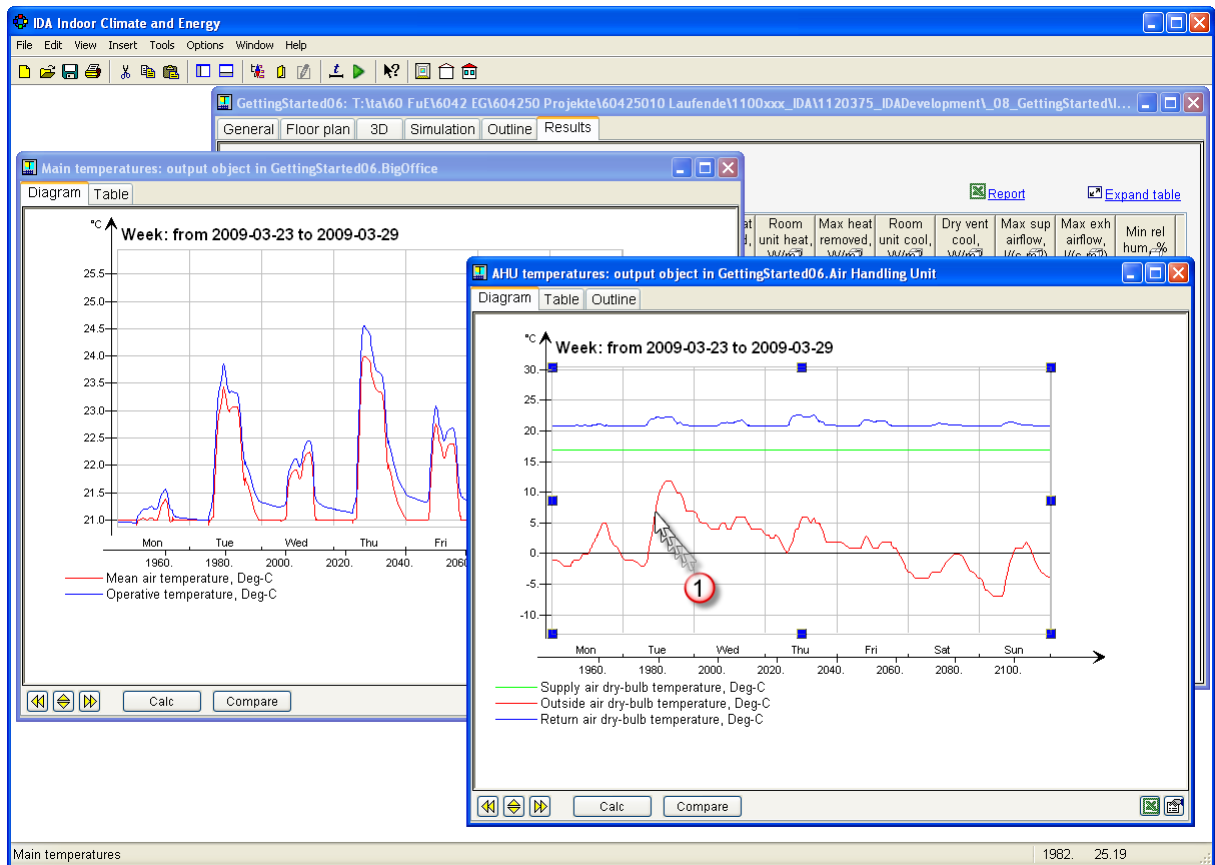 IDA Indoor Climate and Energy
File Edit View Insert Tools Options Window Help
GettingStarted06: T:\ta\60 FuE\6042 EG\604250 Projekte\60425010 Laufende\1100xxx_IDA\1120375_IDADevelopment\_08_GettingStarted\I...
General Floor plan 3D Simulation Outline Results
Report Expand table
Room unit heat, Max heat removed, Room unit cool, Dry vent cool, Max sup airflow, Max exh airflow, Min rel hum, %
Main temperatures: output object in GettingStarted06.BigOffice
Diagram Table
°C
Week: from 2009-03-23 to 2009-03-29
25.5
25.0
24.5
24.0
23.5
23.0
22.5
22.0
21.5
21.0
Mon Tue Wed Thu Fri
1960. 1980. 2000. 2020. 2040. 2060
Mean air temperature, Deg-C
Operative temperature, Deg-C
Calc Compare
AHU temperatures: output object in GettingStarted06.Air Handling Unit
Diagram Table Outline
°C
Week: from 2009-03-23 to 2009-03-29
30.
25.
20.
15.
10.
5.
0.
-5.
-10.
1
Mon Tue Wed Thu Fri Sat Sun
1960. 1980. 2000. 2020. 2040. 2060. 2080. 2100.
Supply air dry-bulb temperature, Deg-C
Outside air dry-bulb temperature, Deg-C
Return air dry-bulb temperature, Deg-C
Calc Compare
Main temperatures 1982. 25.19